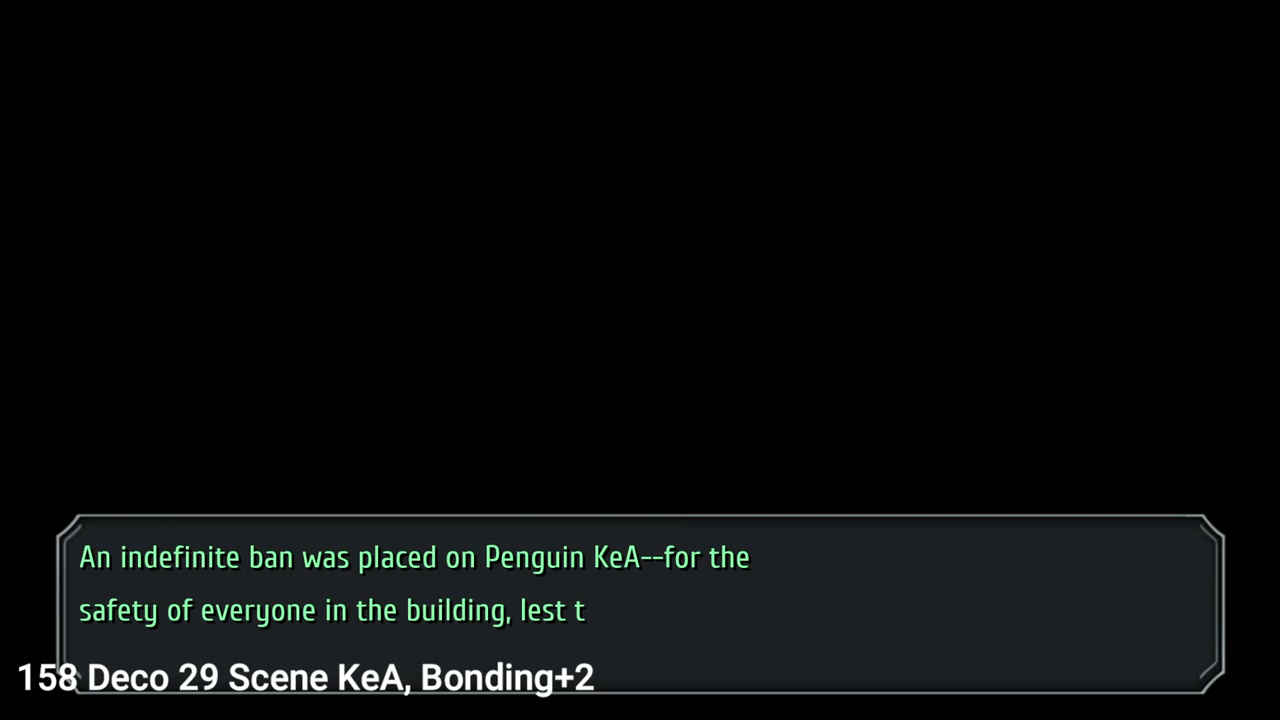 An indefinite ban was placed on Penguin KeA--for the
safety of everyone in the building, lest t
158 Deco 29 Scene KeA, Bonding+2